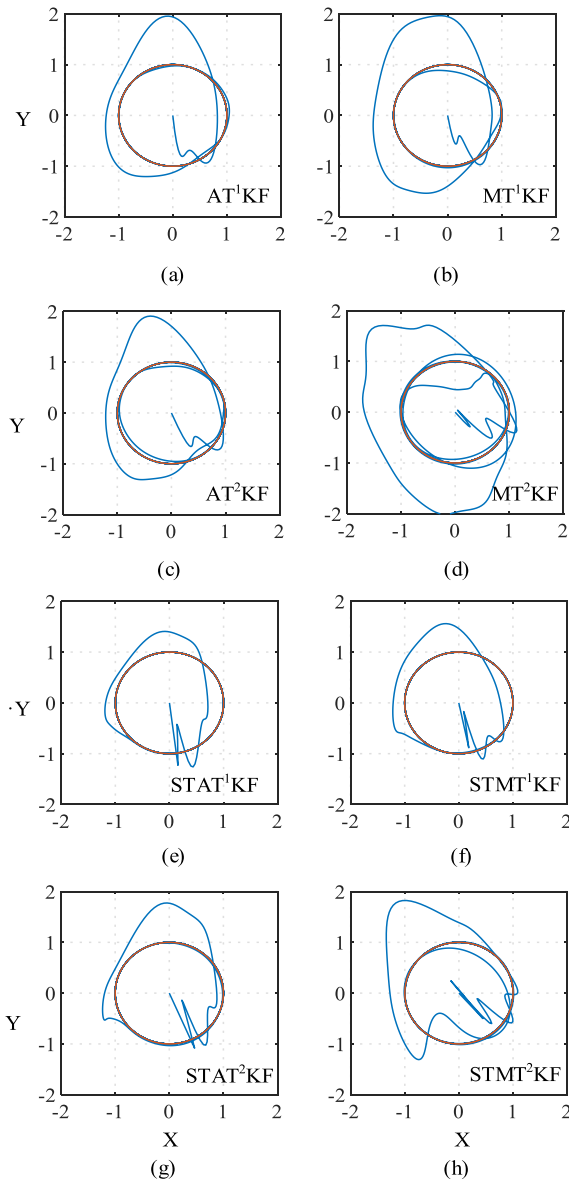 2 2
1 1
Y 0 0
-1 -1
AT¹KF MT¹KF
-2 -2
-2 -1 0 1 2 -2 -1 0 1 2
(a) (b)
2 2
1 1
Y 0 0
-1 -1
AT²KF MT²KF
-2 -2
-2 -1 0 1 2 -2 -1 0 1 2
(c) (d)
2 2
1 1
·Y 0 0
-1 -1
STAT¹KF STMT¹KF
-2 -2
-2 -1 0 1 2 -2 -1 0 1 2
(e) (f)
2 2
1 1
Y 0 0
-1 -1
STAT²KF STMT²KF
-2 -2
-2 -1 0 1 2 -2 -1 0 1 2
X X
(g) (h)